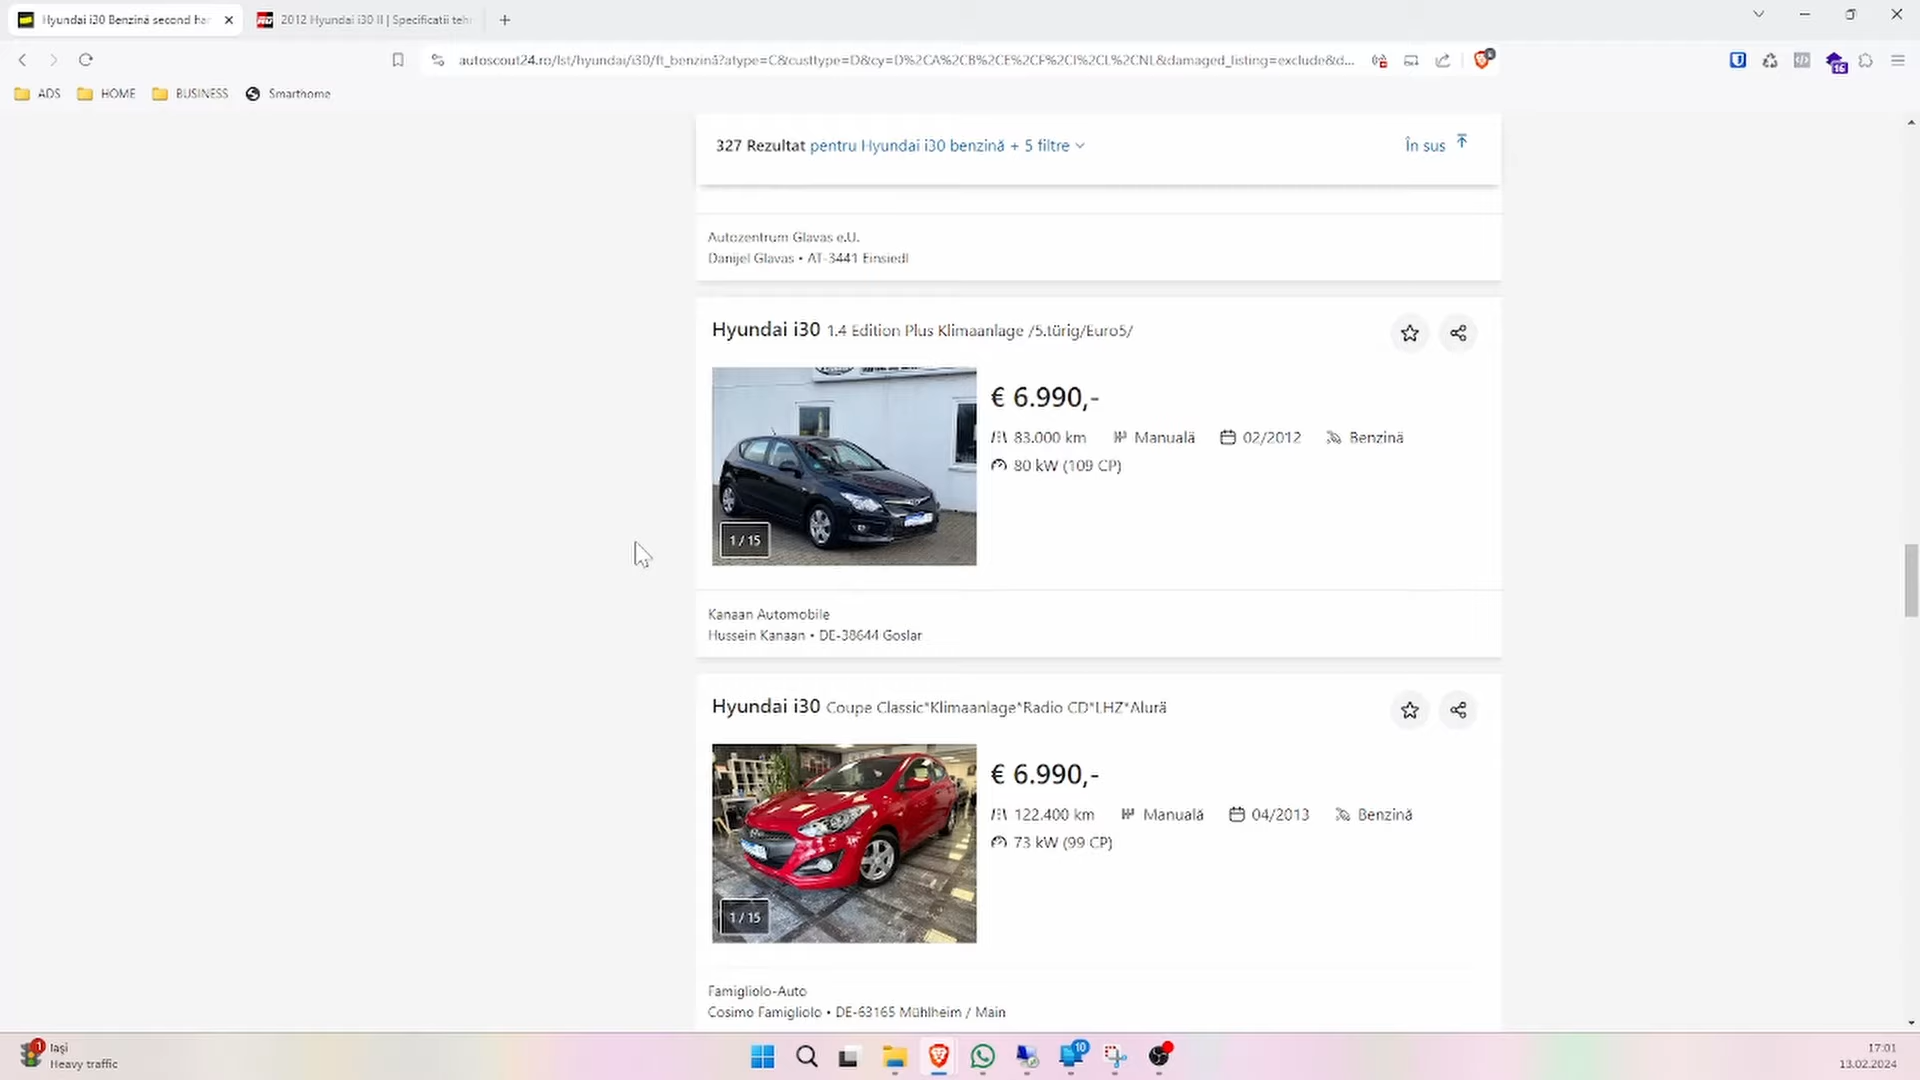 Hyundai i30 Benzină second ha
2012 Hyundai i30 II | Specificatii tehn
autoscout24.ro/lst/hyundai/i30/ft_benzină?atype=C&custtype=D&cy=D%2CA%2CB%2CE%2CF%2CI%2CL%2CNL&damaged_listing=exclude&d...
6
16
ADS
HOME
BUSINESS
Smarthome
327 Rezultat pentru Hyundai i30 benzină + 5 filtre
În sus
Autozentrum Glavas e.U.
Danijel Glavas • AT-3441 Einsiedl
Hyundai i30 1.4 Edition Plus Klimaanlage /5.türig/Euro5/
€ 6.990,-
83.000 km Manuală 02/2012 Benzină
80 kW (109 CP)
1 / 15
Kanaan Automobile
Hussein Kanaan • DE-38644 Goslar
Hyundai i30 Coupe Classic*Klimaanlage*Radio CD*LHZ*Alură
€ 6.990,-
122.400 km Manuală 04/2013 Benzină
73 kW (99 CP)
1 / 15
Famigliolo-Auto
Cosimo Famigliolo • DE-63165 Mühlheim / Main
1
Iași
Heavy traffic
10
17:01
13.02.2024